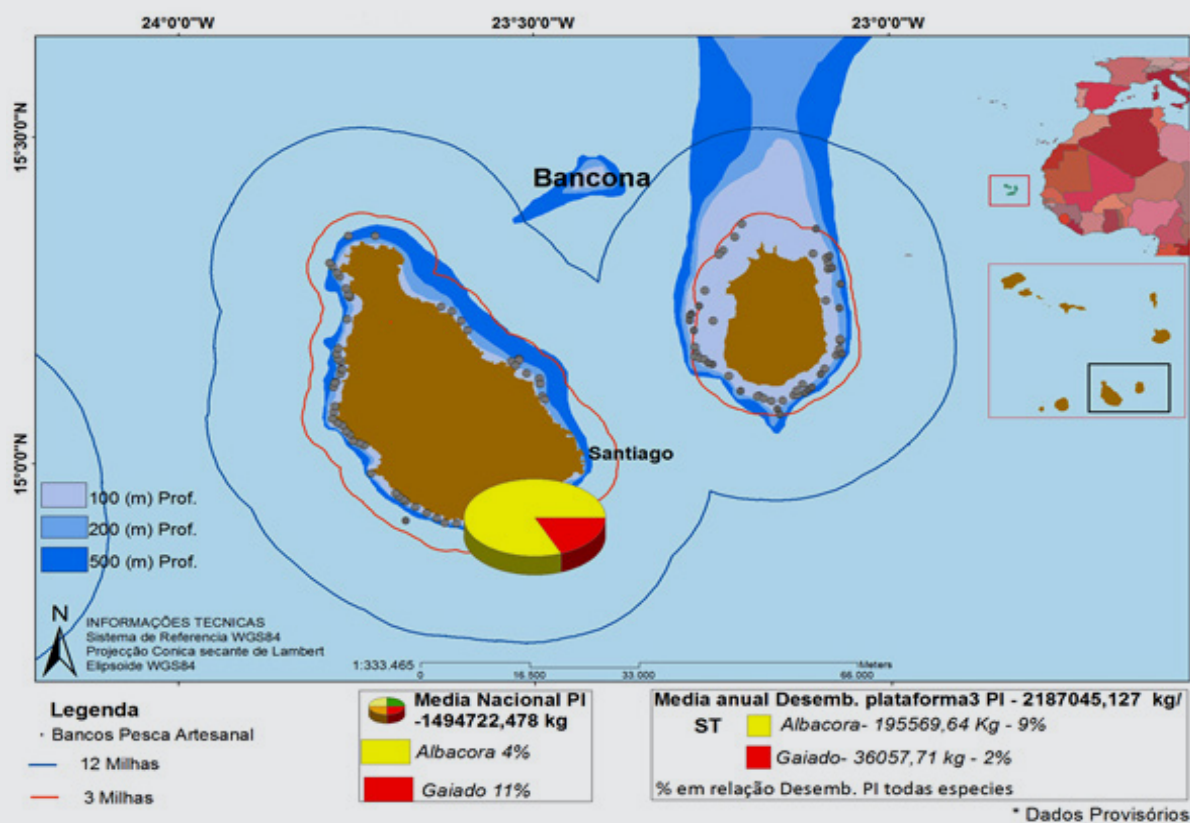 24°0'0"W
23°30'0"W
23°0'0"W
15°30'0"N
15°0'0"N
Bancona
Santiago
100 (m) Prof.
200 (m) Prof.
500 (m) Prof.
N
INFORMAÇÕES TECNICAS
Sistema de Referencia WGS84
Projecção Conica secante de Lambert
Elipsoide WGS84
1:333.465
Meters
0 16.500 33.000 66.000
Legenda
Bancos Pesca Artesanal
12 Milhas
3 Milhas
Media Nacional PI
-1494722,478 kg
Albacora 4%
Gaiado 11%
Media anual Desemb. plataforma3 PI - 2187045,127 kg/
ST
Albacora- 195569,64 Kg - 9%
Gaiado- 36057,71 kg - 2%
% em relação Desemb. PI todas especies
* Dados Provisórios